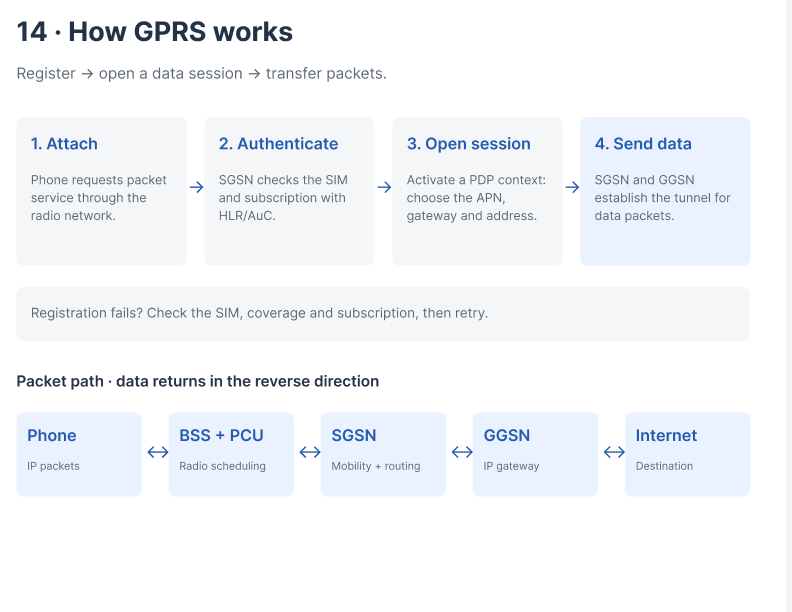 14 · How GPRS works
Register → open a data session → transfer packets.
1. Attach
Phone requests packet
service through the
radio network.
→
2. Authenticate
SGSN checks the SIM
and subscription with
HLR/AuC.
→
3. Open session
Activate a PDP context:
choose the APN,
gateway and address.
→
4. Send data
SGSN and GGSN
establish the tunnel for
data packets.
Registration fails? Check the SIM, coverage and subscription, then retry.
Packet path · data returns in the reverse direction
Phone
IP packets
↔
BSS + PCU
Radio scheduling
↔
SGSN
Mobility + routing
↔
GGSN
IP gateway
↔
Internet
Destination